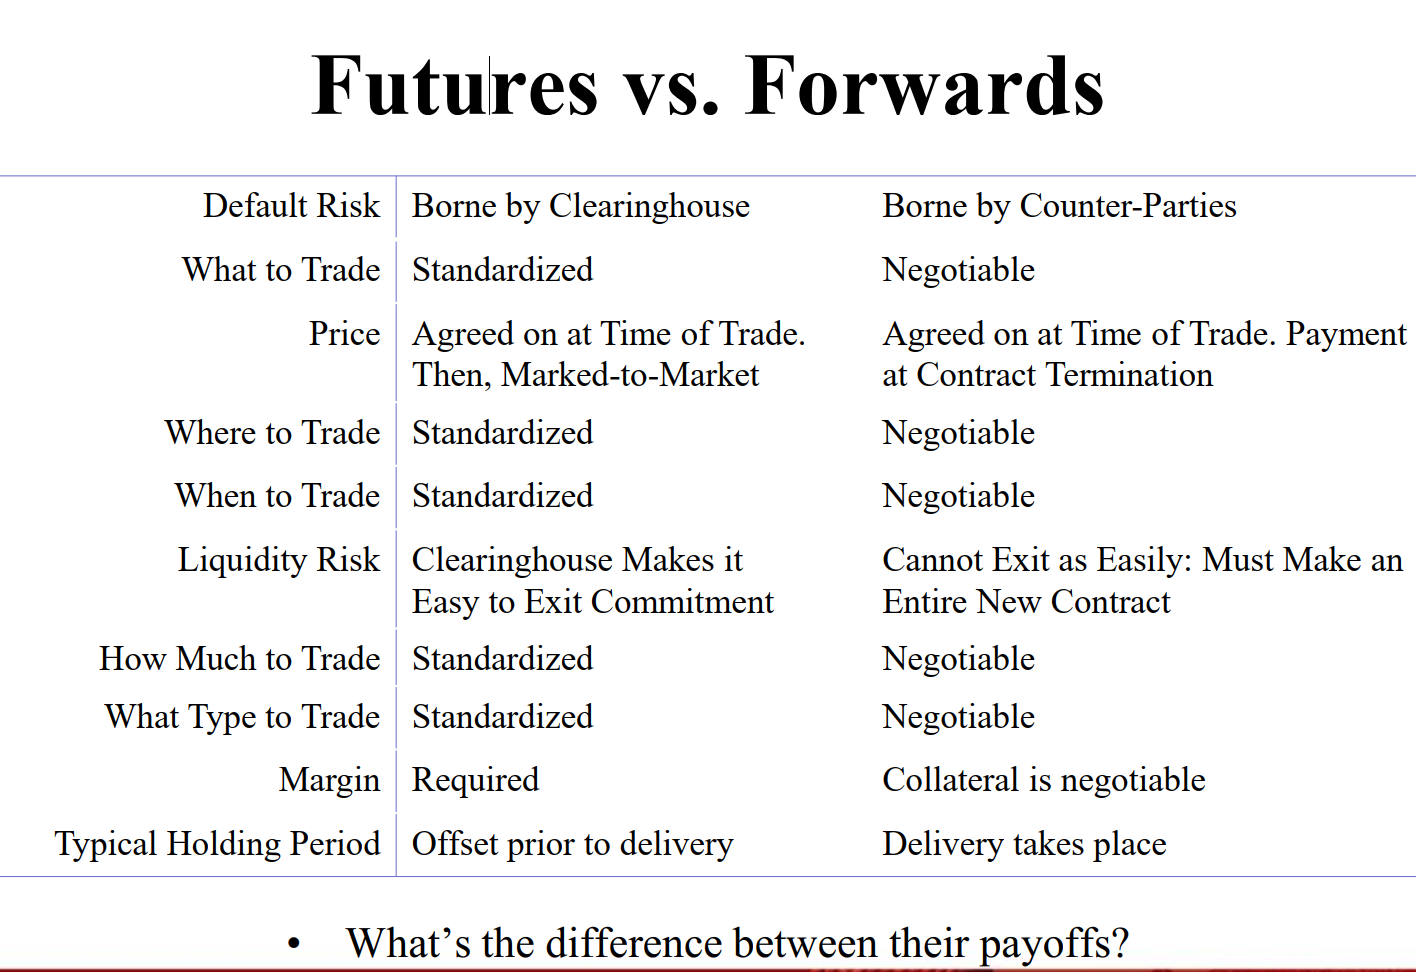 Futures vs. Forwards
Default Risk Borne by Clearinghouse Borne by Counter-Parties
What to Trade Standardized Negotiable
Price Agreed on at Time of Trade. Agreed on at Time of Trade. Payment
Then, Marked-to-Market at Contract Termination
Where to Trade Standardized Negotiable
When to Trade Standardized Negotiable
Liquidity Risk Clearinghouse Makes it Cannot Exit as Easily: Must Make an
Easy to Exit Commitment Entire New Contract
How Much to Trade Standardized Negotiable
What Type to Trade Standardized Negotiable
Margin Required Collateral is negotiable
Typical Holding Period Offset prior to delivery Delivery takes place
• What’s the difference between their payoffs?